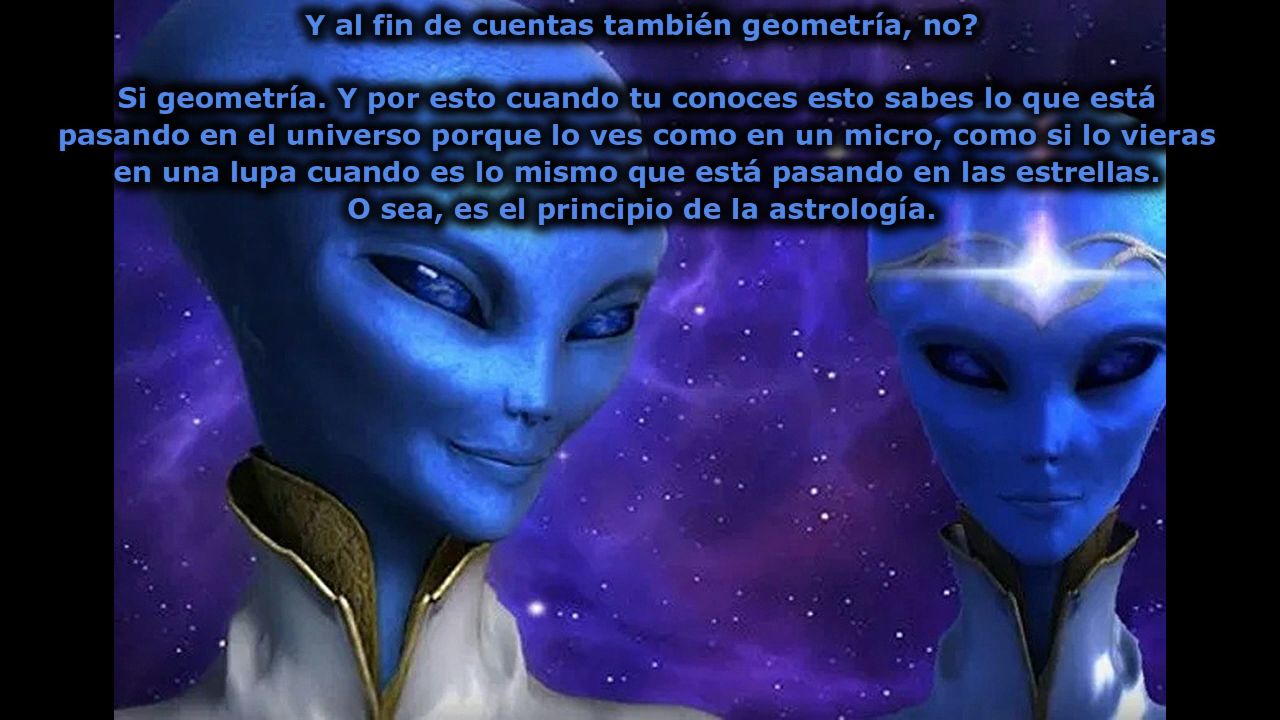 Y al fin de cuentas también geometría, no?
Si geometría. Y por esto cuando tu conoces esto sabes lo que está
pasando en el universo porque lo ves como en un micro, como si lo vieras
en una lupa cuando es lo mismo que está pasando en las estrellas.
O sea, es el principio de la astrología.